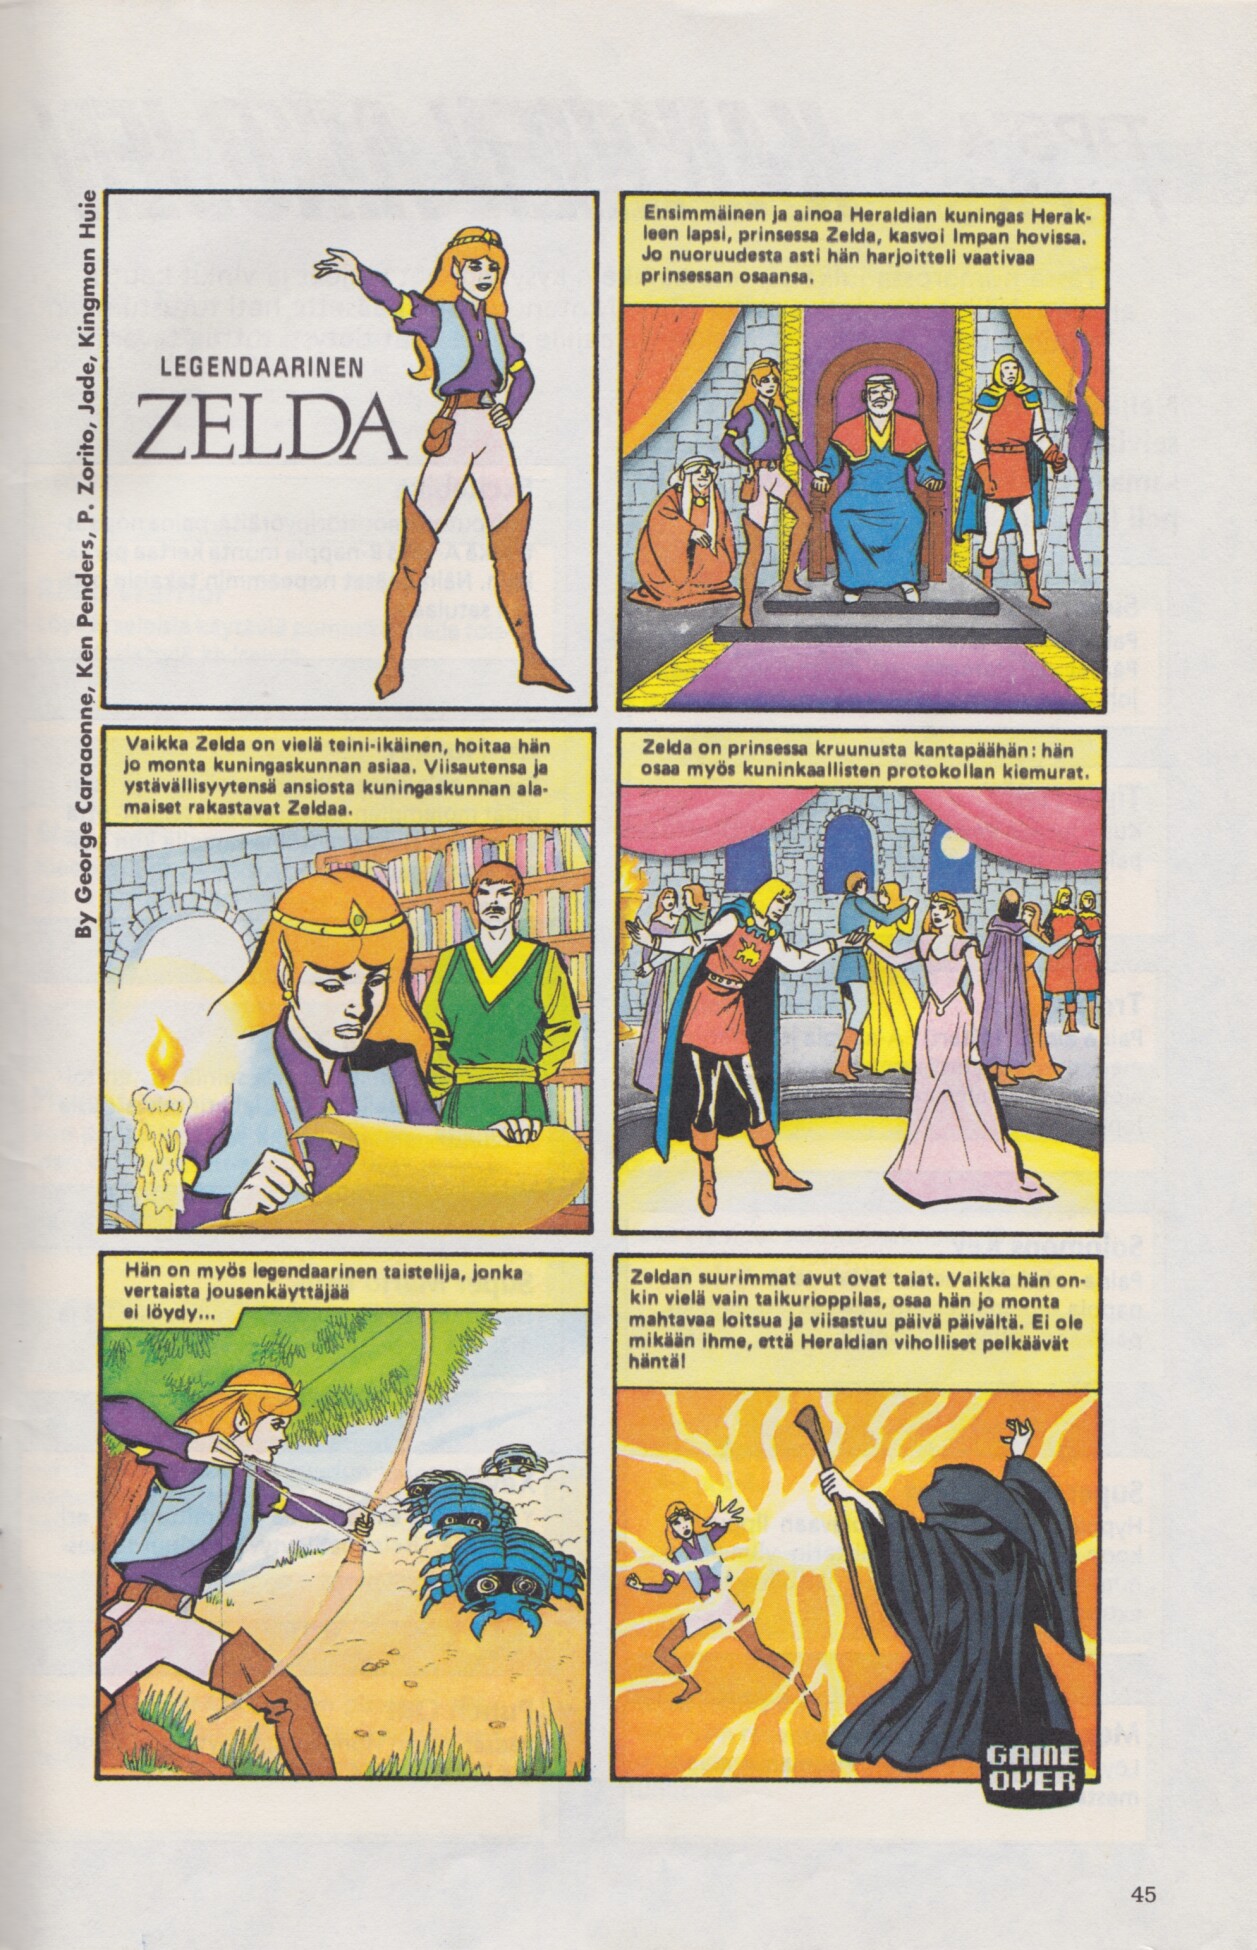 By George Caraaonne, Ken Penders, P. Zorito, Jade, Kingman Huie
LEGENDAARINEN
ZELDA
Ensimmäinen ja ainoa Heraldian kuningas Herak-
leen lapsi, prinsessa Zelda, kasvoi Impan hovissa.
Jo nuoruudesta asti hän harjoitteli vaativaa
prinsessan osaansa.
Vaikka Zelda on vielä teini-ikäinen, hoitaa hän
jo monta kuningaskunnan asiaa. Viisautensa ja
ystävällisyytensä ansiosta kuningaskunnan ala-
maiset rakastavat Zeldaa.
Zelda on prinsessa kruunusta kantapäähän: hän
osaa myös kuninkaallisten protokollan kiemurat.
Hän on myös legendaarinen taistelija, jonka
vertaista jousenkäyttäjää
ei löydy...
Zeldan suurimmat avut ovat taiat. Vaikka hän on-
kin vielä vain taikurioppilas, osaa hän jo monta
mahtavaa loitsua ja viisastuu päivä päivältä. Ei ole
mikään ihme, että Heraldian viholliset pelkäävät
häntä!
GAME
OVER
45